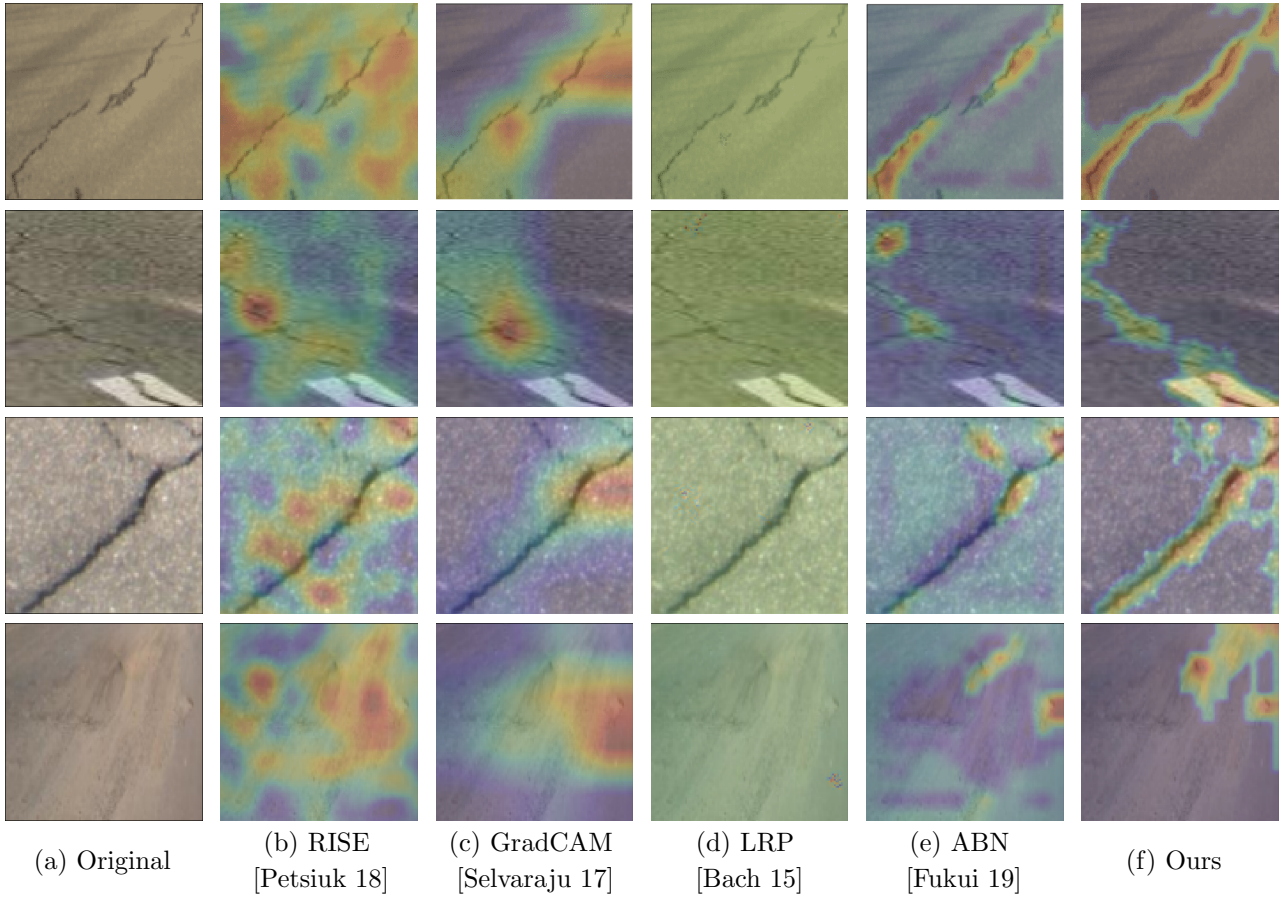 (a) Original
(b) RISE
[Petsiuk 18]
(c) GradCAM
[Selvaraju 17]
(d) LRP
[Bach 15]
(e) ABN
[Fukui 19]
(f) Ours